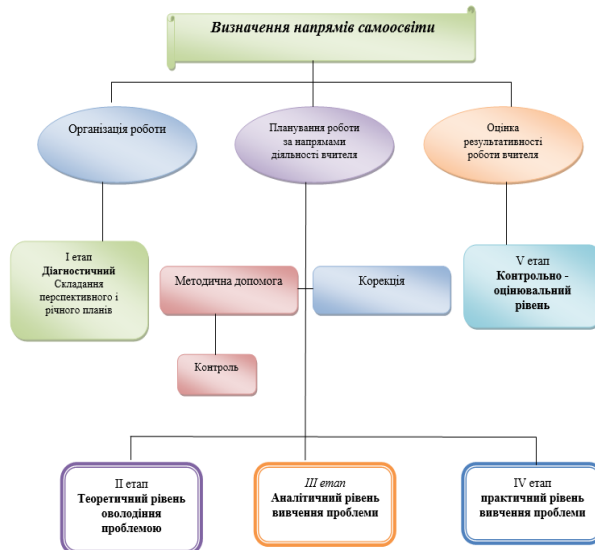 Визначення напрямів самоосвіти
Організація роботи
Планування роботи
за напрямами
діяльності вчителя
Оцінка
результативності
роботи вчителя
І етап
Діагностичний
Складання
перспективного і
річного планів
Методична допомога
Корекція
V етап
Контрольно -
оцінювальний
рівень
Контроль
ІІ етап
Теоретичний рівень
оволодіння
проблемою
ІІІ етап
Аналітичний рівень
вивчення проблеми
IV етап
практичний рівень
вивчення проблеми